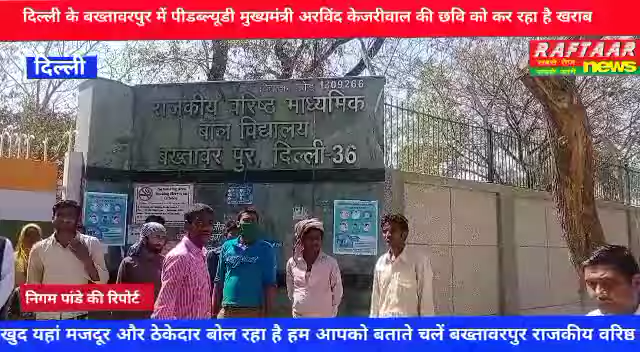 दिल्ली के बख्तावरपुर में पीडब्ल्यूडी मुख्यमंत्री अरविंद केजरीवाल की छवि को कर रहा है खराब
RAFTAAR
news
दिल्ली
1209266
राजकीय वरिष्ठ माध्यमिक
बाल विद्यालय
बख्तावर पुर, दिल्ली-36
निगम पांडे की रिपोर्ट
खुद यहां मजदूर और ठेकेदार बोल रहा है हम आपको बताते चलें बख्तावरपुर राजकीय वरिष्ठ